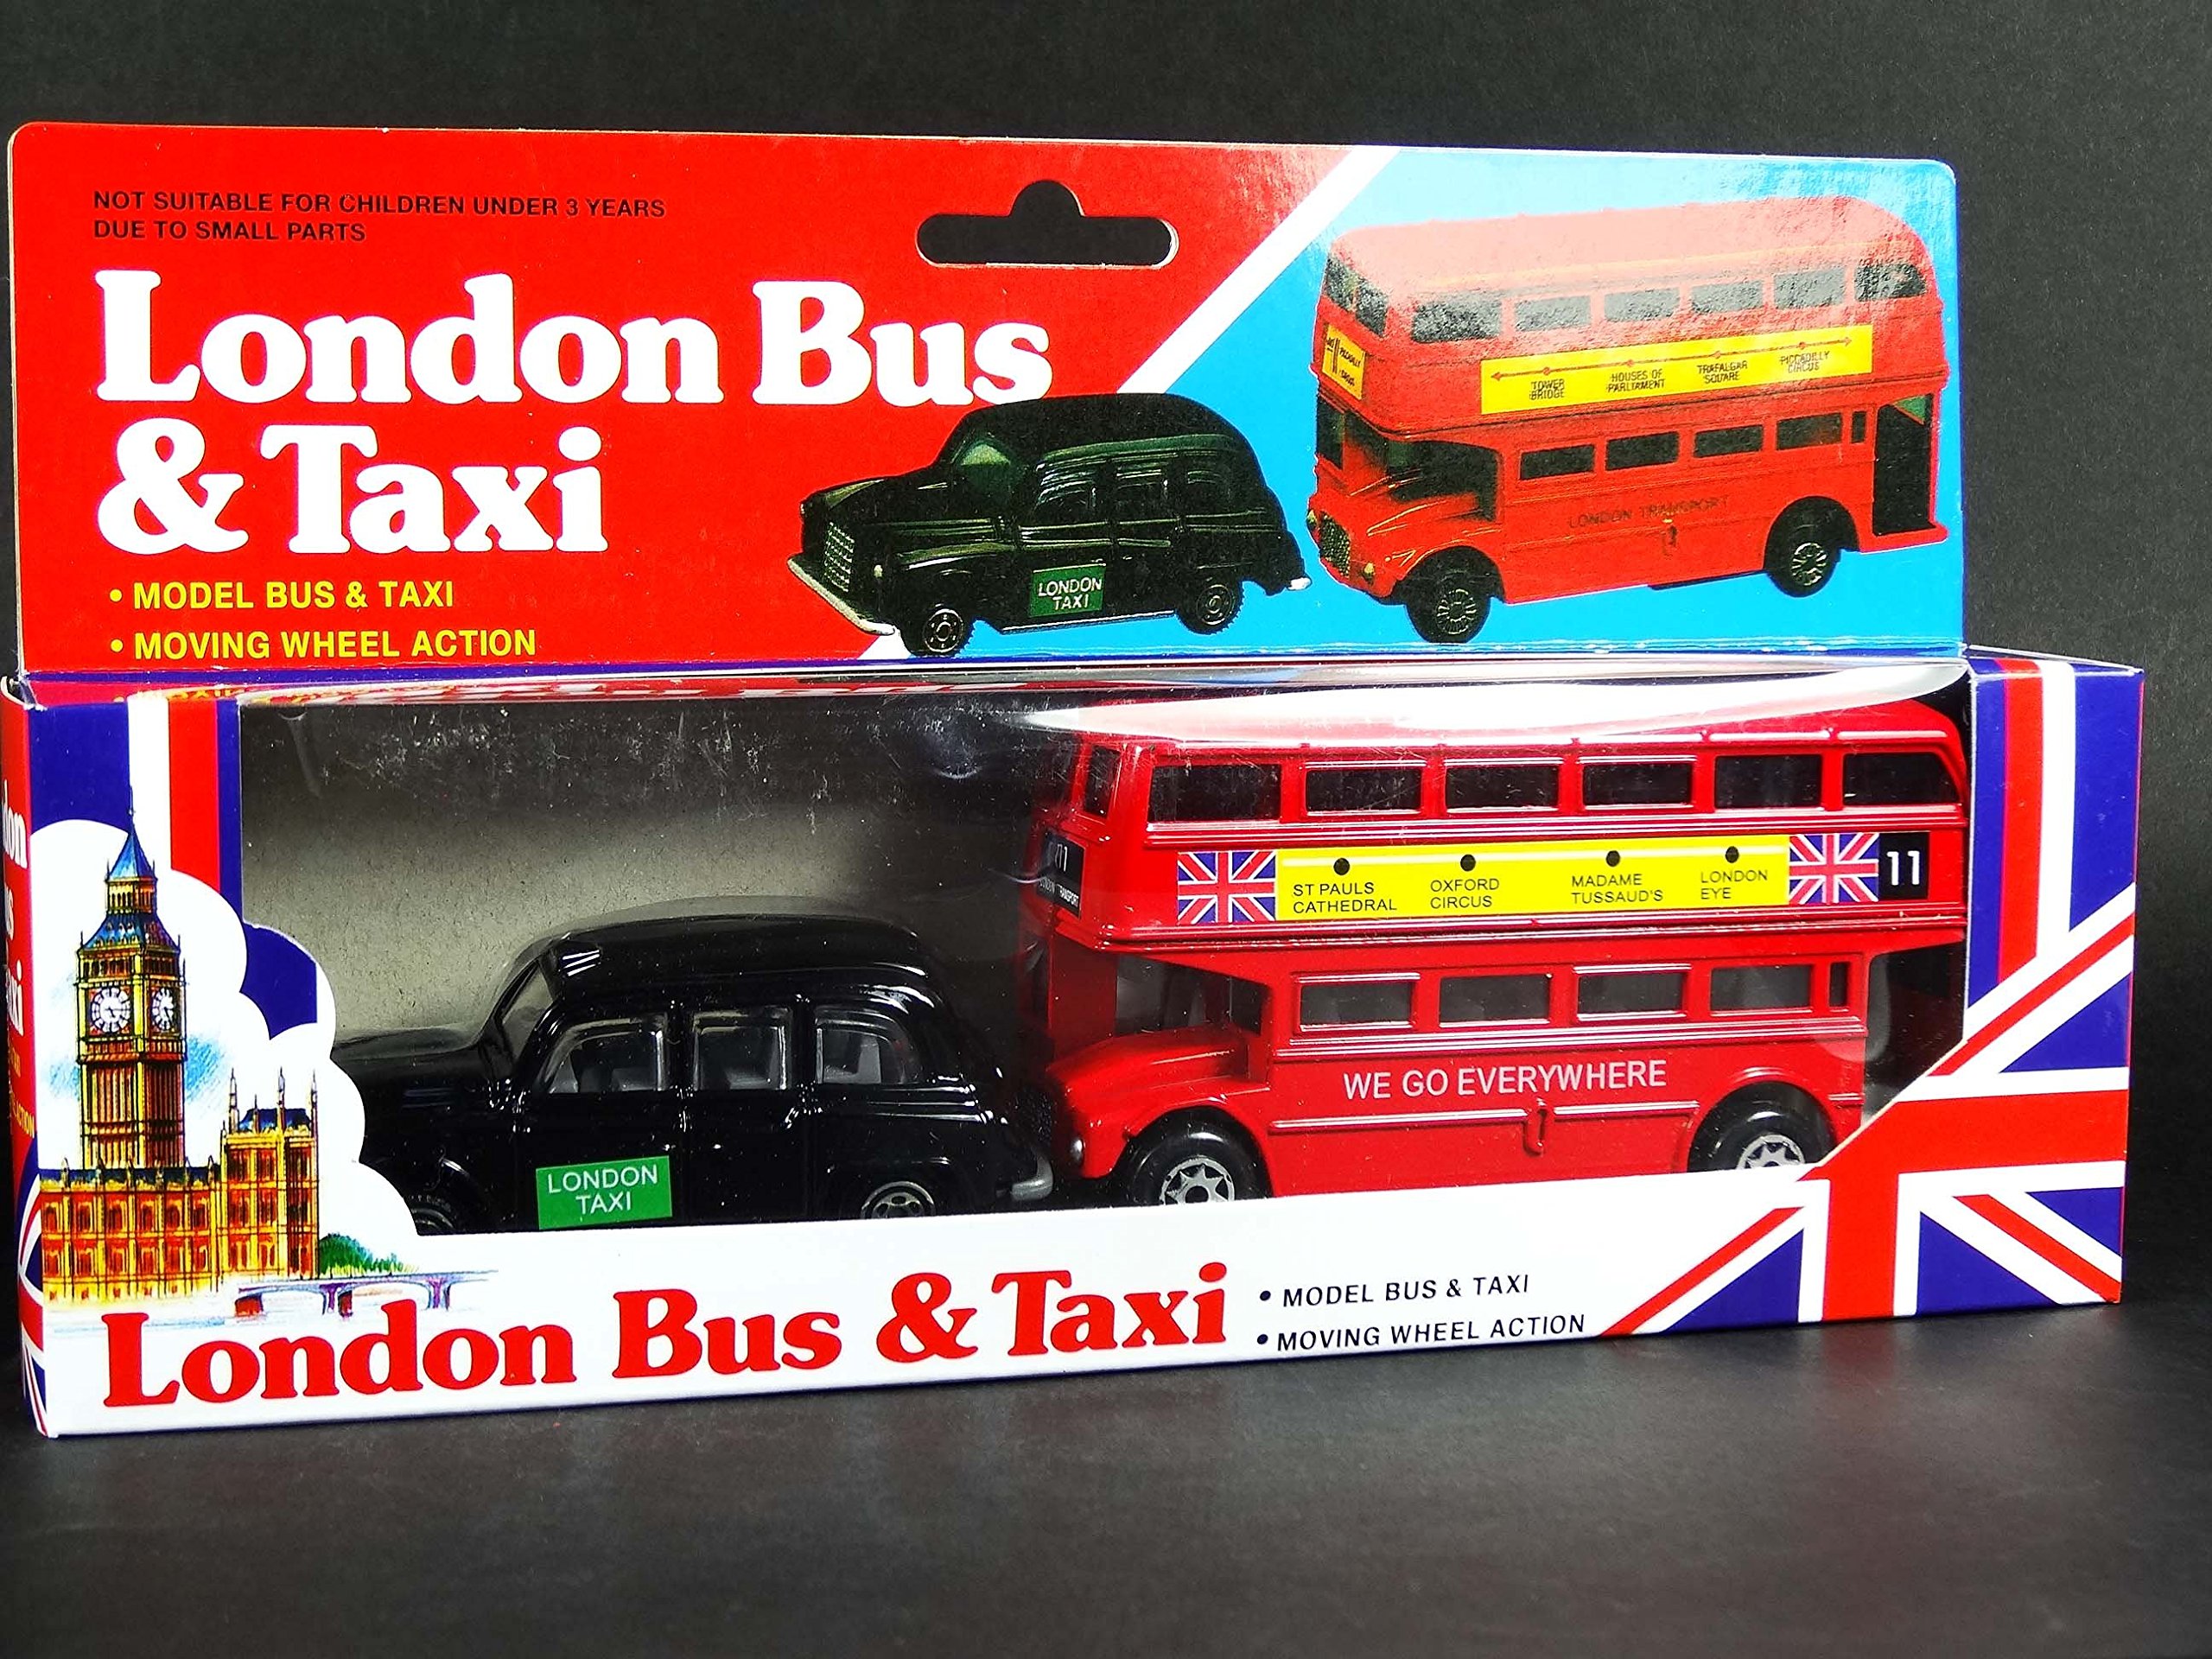 NOT SUITABLE FOR CHILDREN UNDER 3 YEARS
DUE TO SMALL PARTS
London Bus
& Taxi
• MODEL BUS & TAXI
• MOVING WHEEL ACTION
LONDON
TAXI
PICCADILLY
CIRCUS
TOWER
BRIDGE
HOUSES OF
PARLIAMENT
TRAFALGAR
SQUARE
PICCADILLY
CIRCUS
LONDON TRANSPORT
11
ST PAULS
CATHEDRAL
OXFORD
CIRCUS
MADAME
TUSSAUD'S
LONDON
EYE
11
WE GO EVERYWHERE
LONDON
TAXI
London Bus & Taxi
• MODEL BUS & TAXI
• MOVING WHEEL ACTION